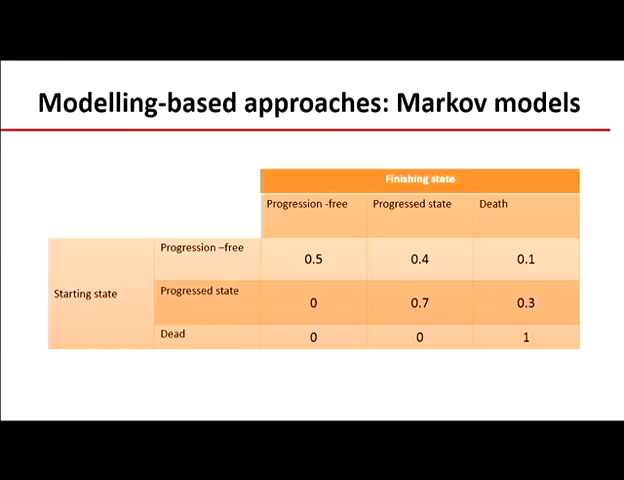 Modelling-based approaches: Markov models
Finishing state
Progression -free Progressed state Death
Starting state
Progression –free 0.5 0.4 0.1
Progressed state 0 0.7 0.3
Dead 0 0 1